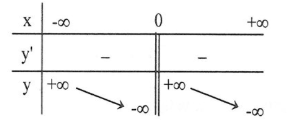 x -∞ 0 +∞
y' – –
y +∞ -∞ +∞ -∞